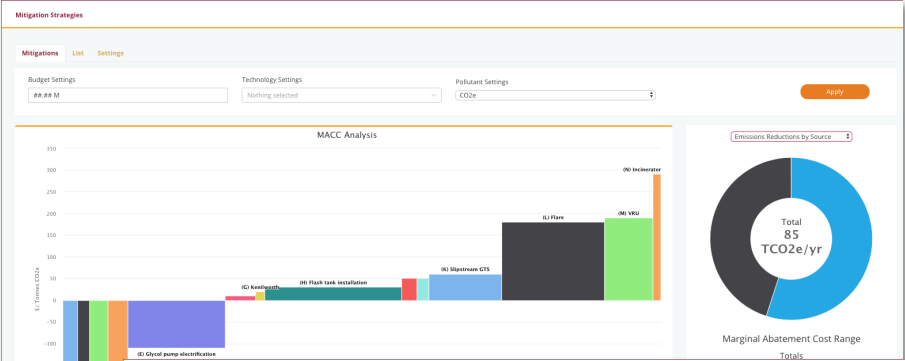 Mitigation Strategies
Mitigations List Settings
Budget Settings
##.## M
Technology Settings
Nothing selected
Pollutant Settings
CO2e
Apply
MACC Analysis
350
300
250
200
150
100
50
0
−50
−100
$/ Tonnes CO2e
(E) Glycol pump electrification
(G) Kenilworth
(H) Flash tank installation
(K) Slipstream GTS
(L) Flare
(M) VRU
(N) Incinerator
Emissions Reductions by Source
Total
85
TCO2e/yr
Marginal Abatement Cost Range
Totals